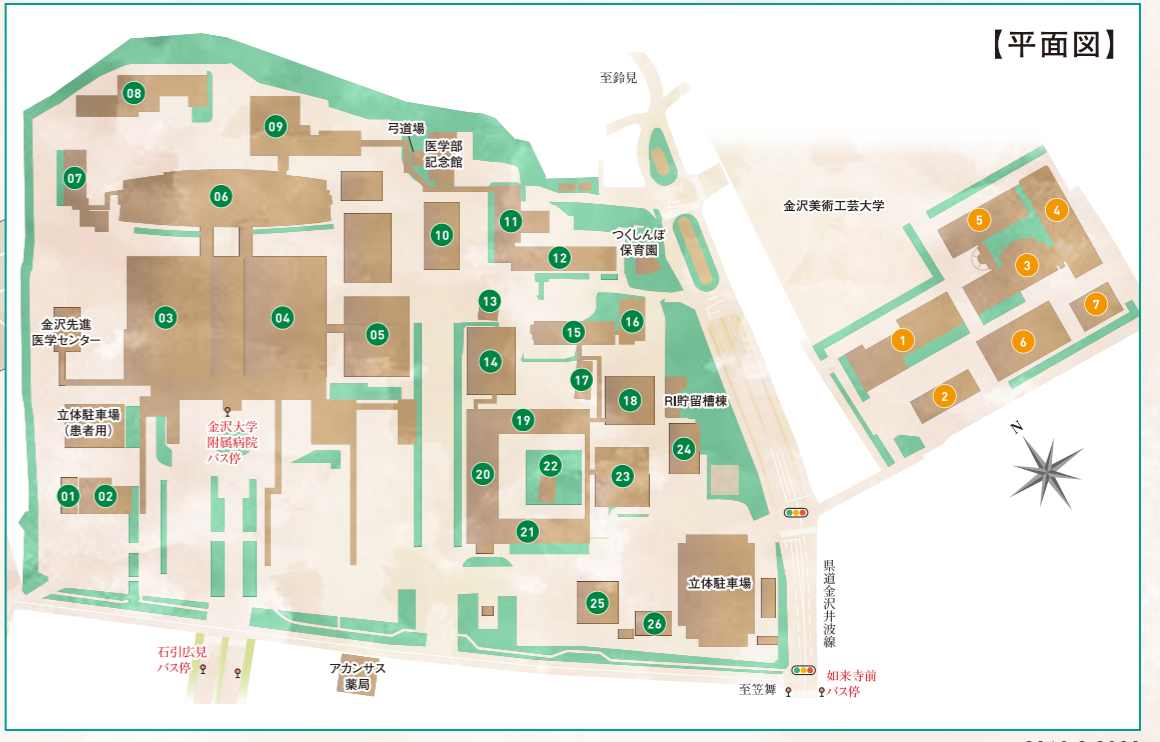 【平面図】
至鈴見
08
09
弓道場
医学部
記念館
07
06
金沢美術工芸大学
5
4
11
10
つくしんぼ
保育園
12
3
13
7
03
04
05
16
15
金沢先進
医学センター
1
6
14
17
18
RI貯留槽棟
2
立体駐車場
（患者用）
金沢大学
附属病院
バス停
19
N
24
22
20
23
01
02
21
立体駐車場
県道金沢井波線
25
26
石引広見
バス停
アカンサス
薬局
至笠舞
如来寺前
バス停